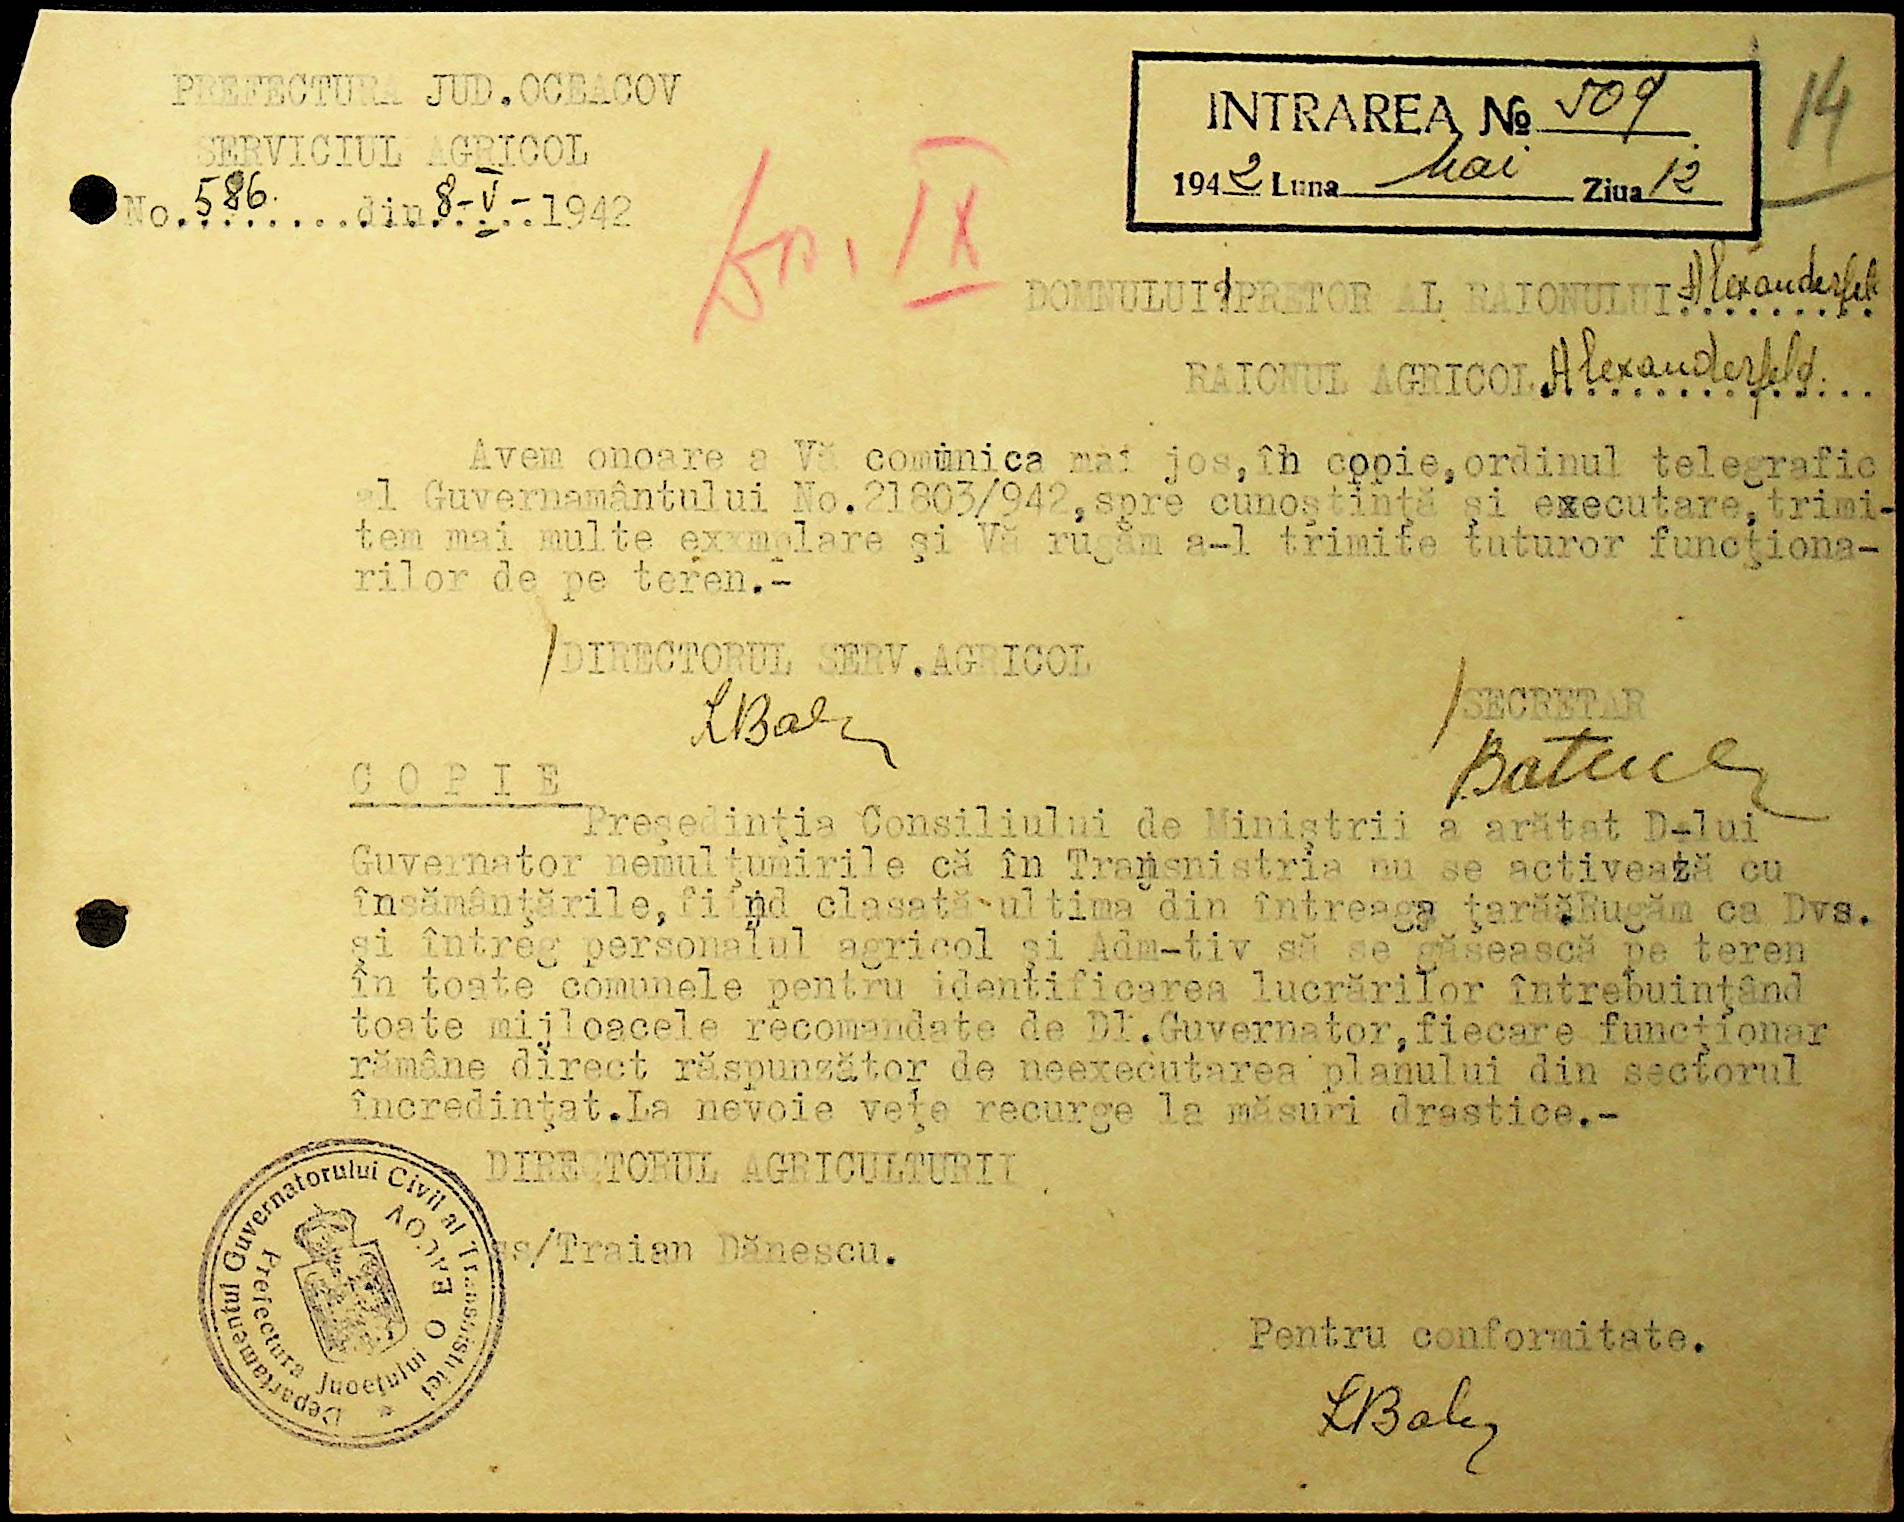 PREFECTURA JUD.OCEACOV
SERVICIUL AGRICOL
No.586.........din.8-V-..1942
INTRAREA № 509
1942 Luna Mai Ziua 12
14
IX
DOMNULUI PRETOR AL RAIONULUI Alexanderfeld
RAIONUL AGRICOL Alexanderfeld
Avem onoare a Vă comunica mai jos,în copie,ordinul telegrafic
al Guvernamântului No.21803/942,spre cunoştinţă şi executare,trimi-
tem mai multe exxmplare şi Vă rugăm a-l trimite tuturor funcţiona-
rilor de pe teren.-
/DIRECTORUL SERV.AGRICOL
/SECRETAR
C O P I E
Preşedinţia Consiliului de Miniştrii a arătat D-lui
Guvernator nemulţumirile că în Transnistria nu se activează cu
însămânţările,fiind clasată ultima din întreaga ţară.Rugăm ca Dvs.
şi întreg personalul agricol şi Adm-tiv să se găsească pe teren
în toate comunele pentru identificarea lucrărilor întrebuinţând
toate mijloacele recomandate de Dl.Guvernator,fiecare funcţionar
rămâne direct răspunzător de neexecutarea planului din sectorul
încredinţat.La nevoie veţe recurge la măsuri drastice.-
DIRECTORUL AGRICULTURII
ss/Traian Dănescu.
Departamentul Guvernatorului Civil al Transnistriei
Prefectura Judeţului OCEACOV
Pentru conformitate.